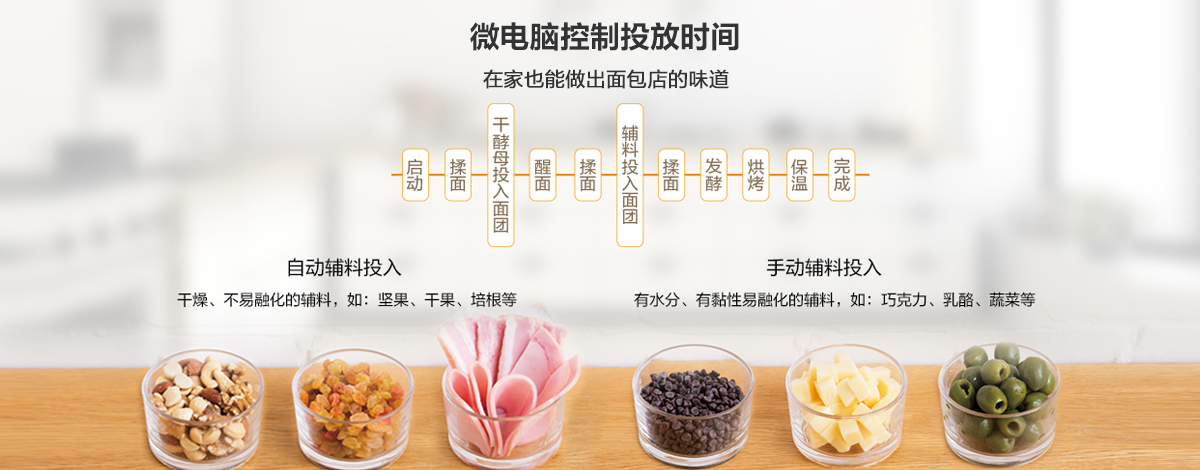 微电脑控制投放时间
在家也能做出面包店的味道
启动
揉面
干酵母投入面团
醒面
揉面
辅料投入面团
揉面
发酵
烘烤
保温
完成
自动辅料投入
干燥、不易融化的辅料，如：坚果、干果、培根等
手动辅料投入
有水分、有黏性易融化的辅料，如：巧克力、乳酪、蔬菜等